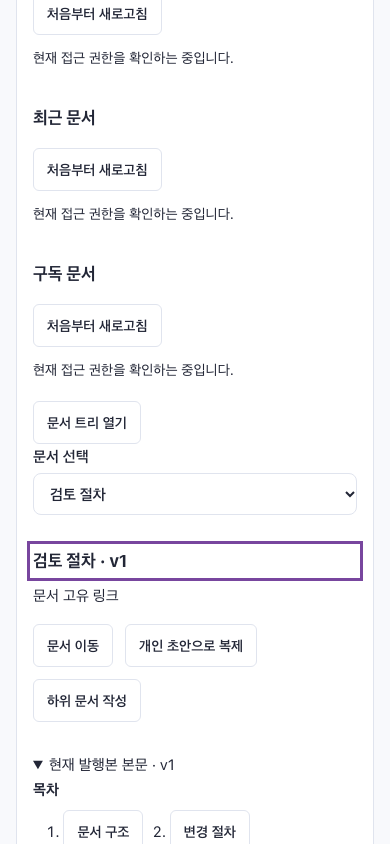 처음부터 새로고침
현재 접근 권한을 확인하는 중입니다.
최근 문서
처음부터 새로고침
현재 접근 권한을 확인하는 중입니다.
구독 문서
처음부터 새로고침
현재 접근 권한을 확인하는 중입니다.
문서 트리 열기
문서 선택
검토 절차
검토 절차 · v1
문서 고유 링크
문서 이동 개인 초안으로 복제
하위 문서 작성
▼ 현재 발행본 본문 · v1
목차
1. 문서 구조 2. 변경 절차